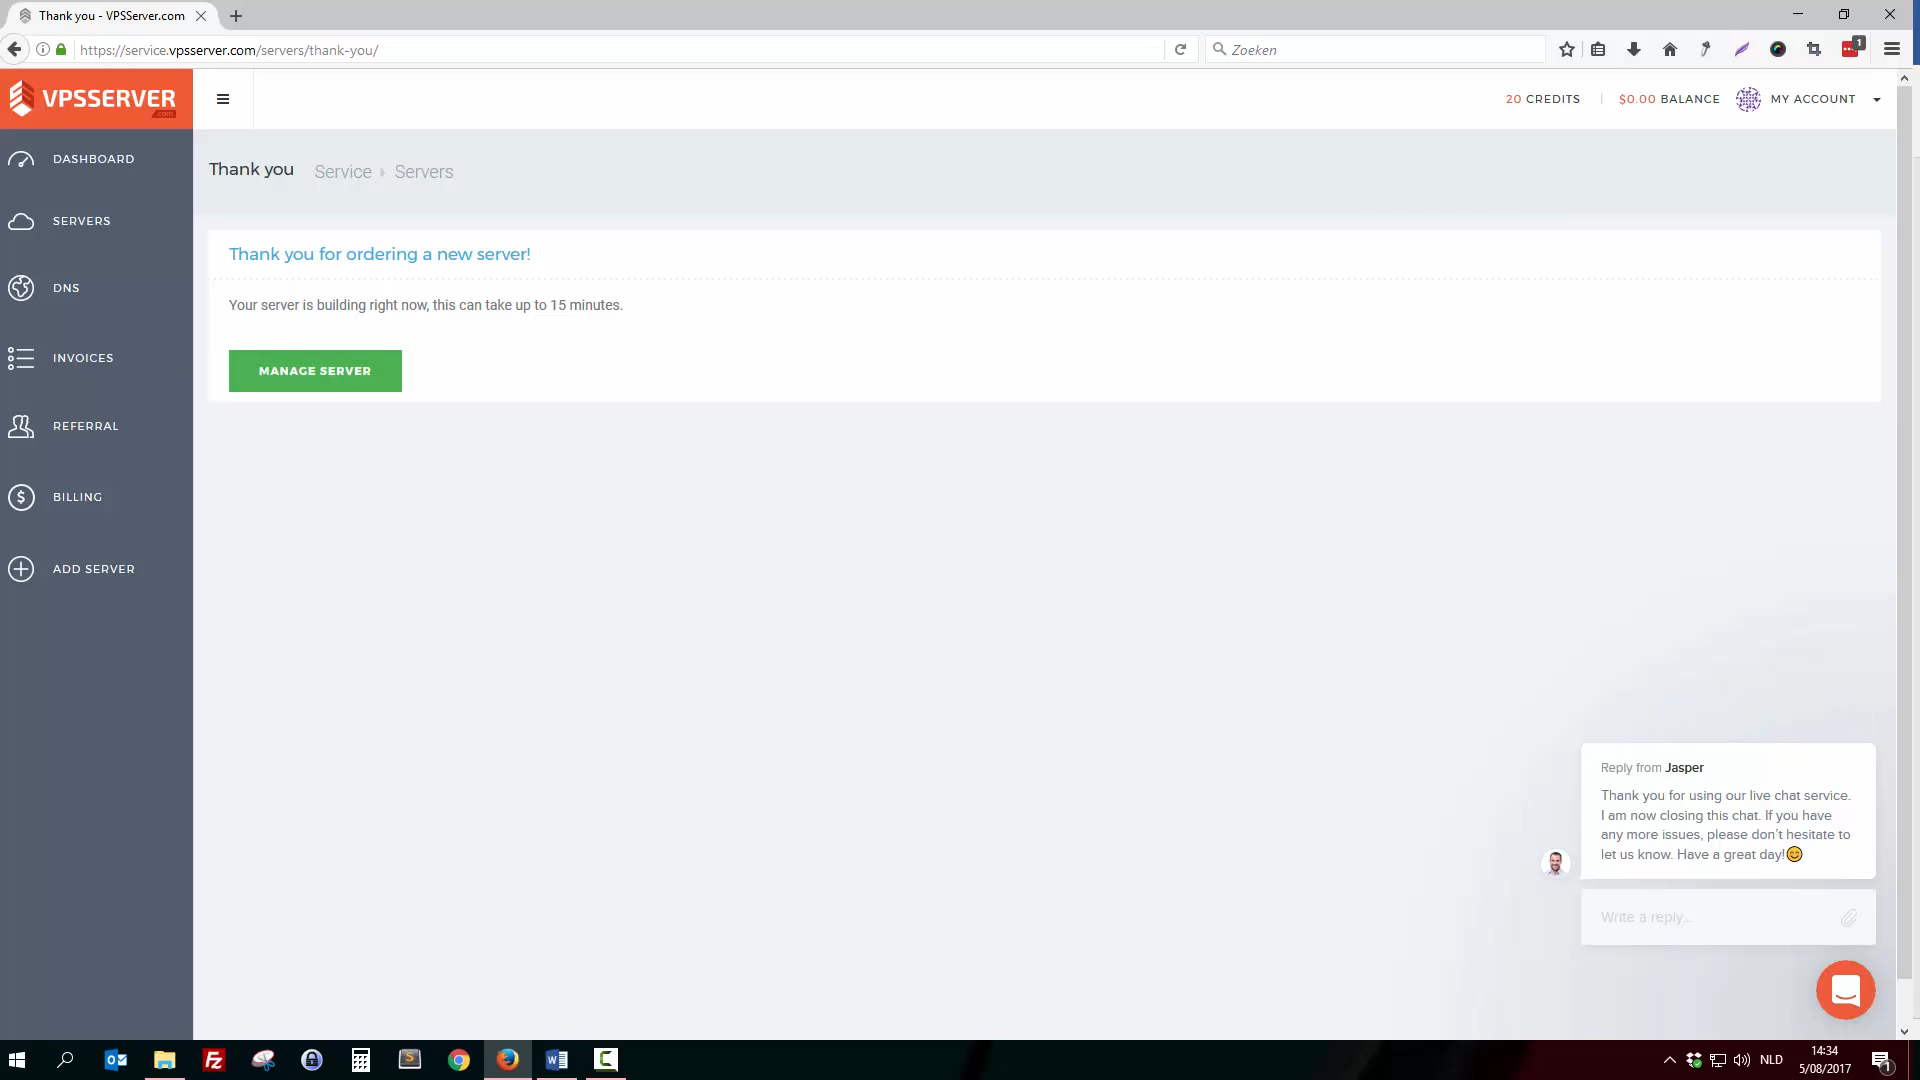 Thank you - VPSServer.com
https://service.vpsserver.com/servers/thank-you/
Zoeken
1
VPSSERVER
.com
20 CREDITS
$0.00 BALANCE
MY ACCOUNT
DASHBOARD
SERVERS
DNS
INVOICES
REFERRAL
BILLING
ADD SERVER
Thank you Service Servers
Thank you for ordering a new server!
Your server is building right now, this can take up to 15 minutes.
MANAGE SERVER
Reply from Jasper
Thank you for using our live chat service.
I am now closing this chat. If you have
any more issues, please don't hesitate to
let us know. Have a great day!😊
Write a reply...
NLD
14:34
5/08/2017
1